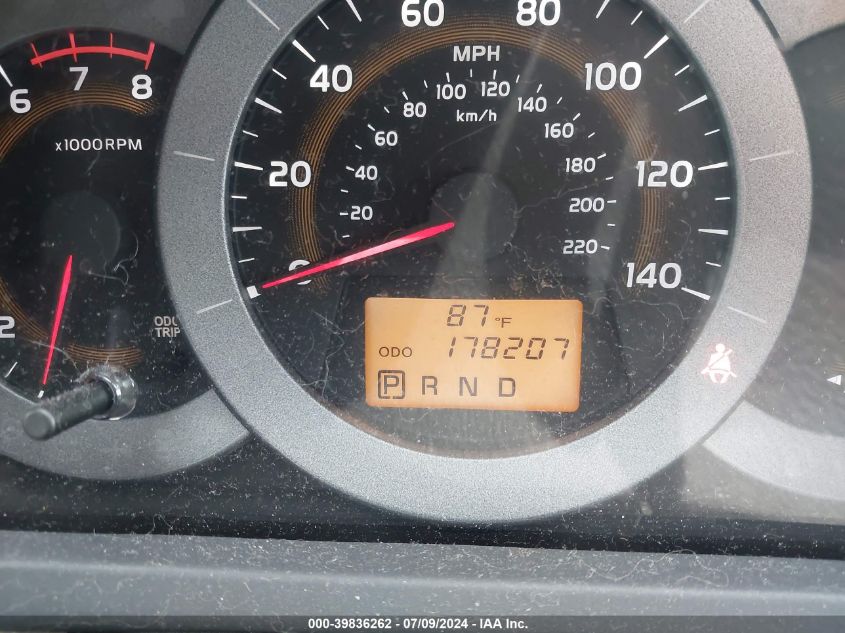 6 7 8
x1000RPM
2
ODO
TRIP
0 20 40 60 80 100 120 140
MPH
20 40 60 80 100 120 140 160 180 200 220
km/h
87°F
ODO 178207
P R N D
000-39836262 - 07/09/2024 - IAA Inc.